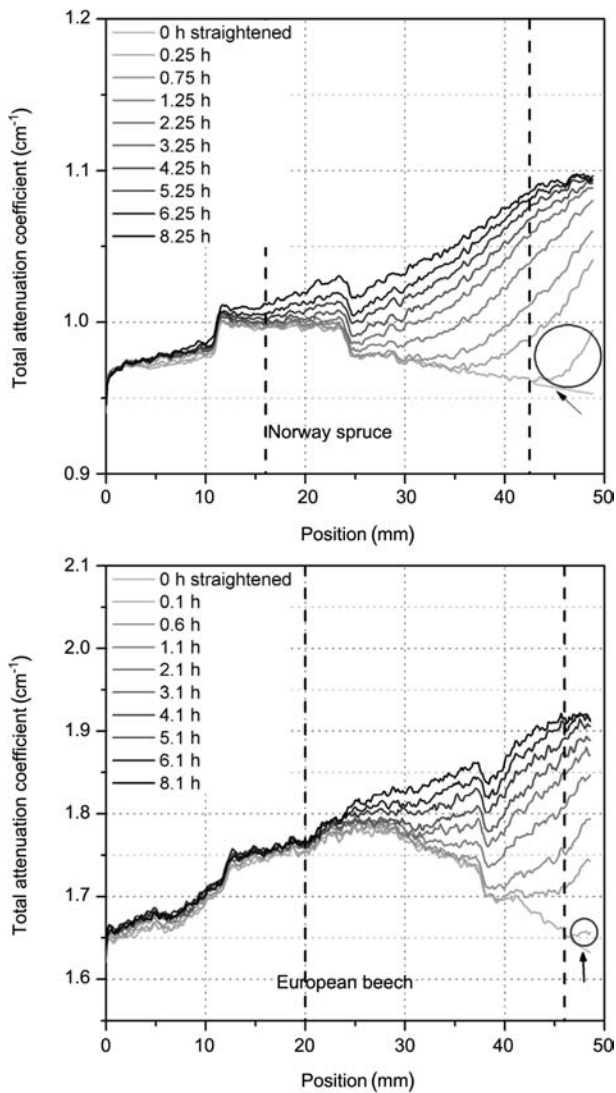 1.2
1.1
1.0
0.9
Total attenuation coefficient (cm⁻¹)
0 h straightened
0.25 h
0.75 h
1.25 h
2.25 h
3.25 h
4.25 h
5.25 h
6.25 h
8.25 h
Norway spruce
0 10 20 30 40 50
Position (mm)
2.1
2.0
1.9
1.8
1.7
1.6
Total attenuation coefficient (cm⁻¹)
0 h straightened
0.1 h
0.6 h
1.1 h
2.1 h
3.1 h
4.1 h
5.1 h
6.1 h
8.1 h
European beech
0 10 20 30 40 50
Position (mm)